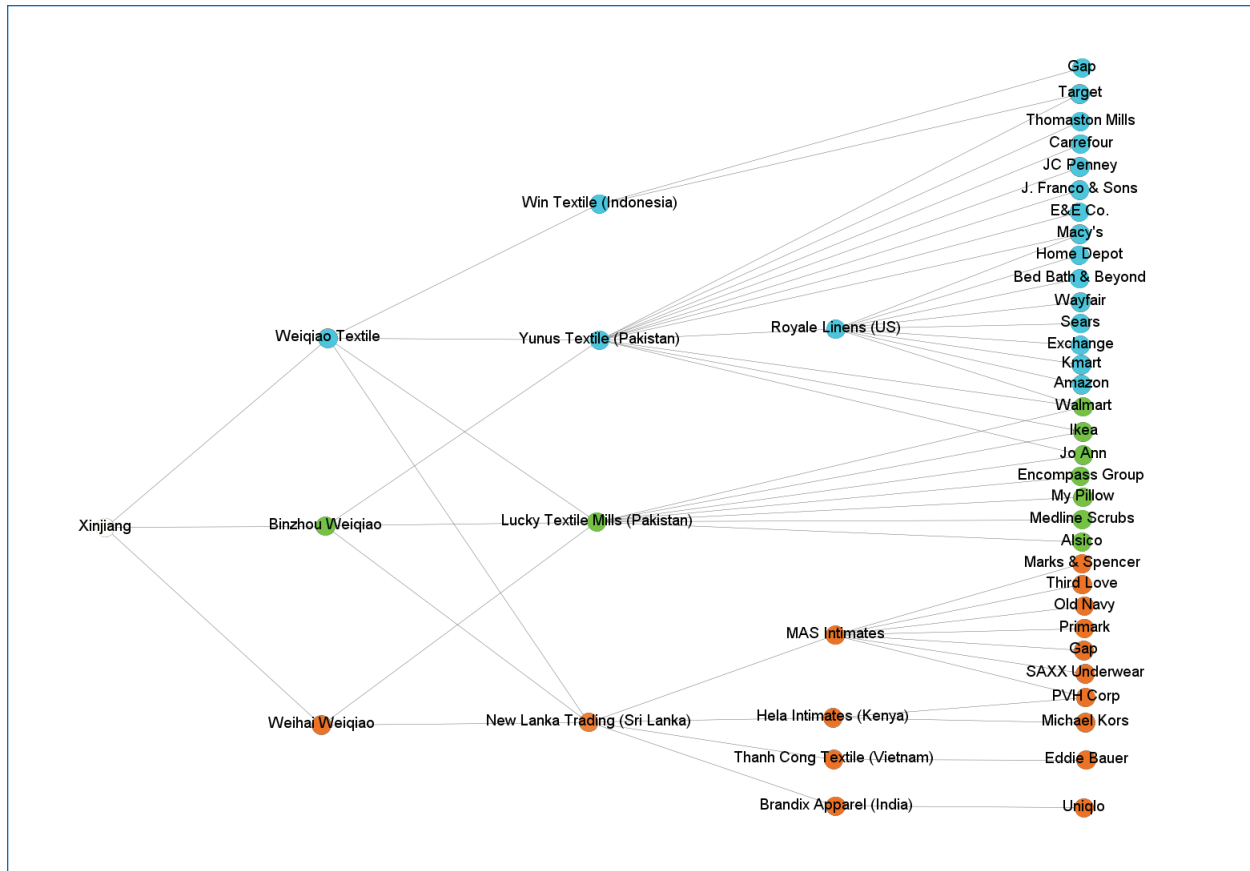 Gap
Target
Thomaston Mills
Carrefour
JC Penney
J. Franco & Sons
Win Textile (Indonesia)
E&E Co.
Macy's
Home Depot
Bed Bath & Beyond
Wayfair
Sears
Royale Linens (US)
Weiqiao Textile
Yunus Textile (Pakistan)
Exchange
Kmart
Amazon
Walmart
Ikea
Jo Ann
Encompass Group
My Pillow
Medline Scrubs
Xinjiang
Binzhou Weiqiao
Lucky Textile Mills (Pakistan)
Alsico
Marks & Spencer
Third Love
Old Navy
Primark
MAS Intimates
Gap
SAXX Underwear
PVH Corp
Weihai Weiqiao
New Lanka Trading (Sri Lanka)
Hela Intimates (Kenya)
Michael Kors
Thanh Cong Textile (Vietnam)
Eddie Bauer
Brandix Apparel (India)
Uniqlo